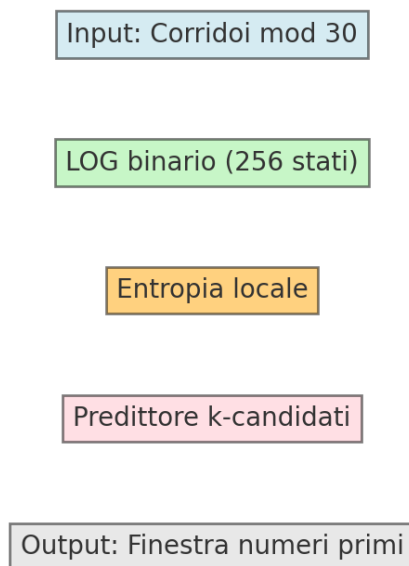 Input: Corridoi mod 30
LOG binario (256 stati)
Entropia locale
Predittore k-candidati
Output: Finestra numeri primi